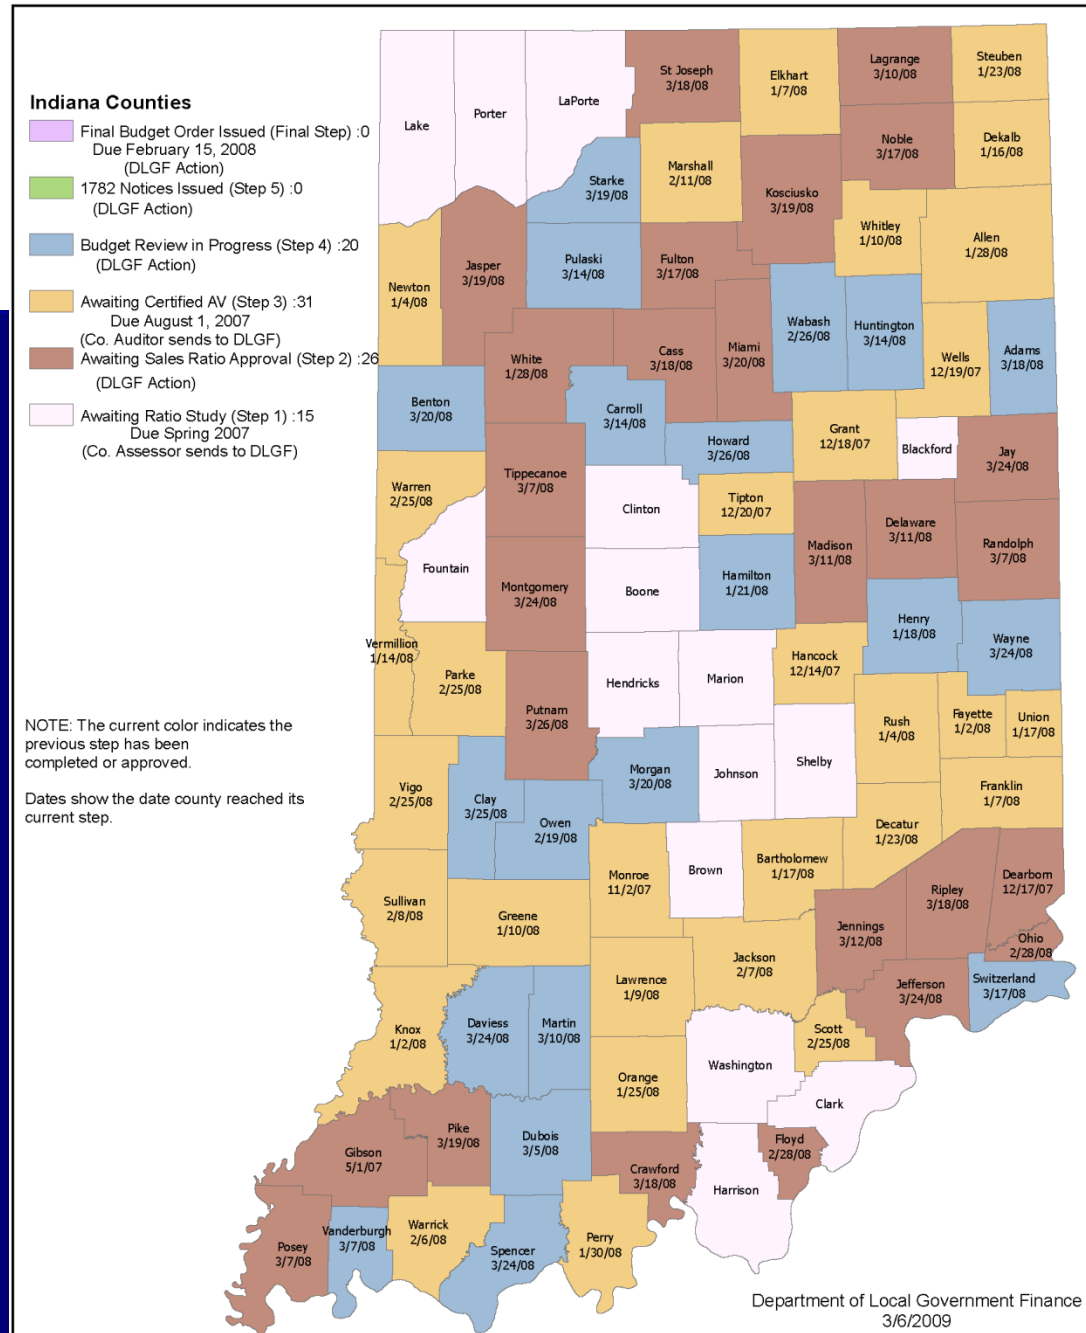 Indiana Counties
Final Budget Order Issued (Final Step) :0
Due February 15, 2008
(DLGF Action)
1782 Notices Issued (Step 5) :0
(DLGF Action)
Budget Review in Progress (Step 4) :20
(DLGF Action)
Awaiting Certified AV (Step 3) :31
Due August 1, 2007
(Co. Auditor sends to DLGF)
Awaiting Sales Ratio Approval (Step 2) :26
(DLGF Action)
Awaiting Ratio Study (Step 1) :15
Due Spring 2007
(Co. Assessor sends to DLGF)
NOTE: The current color indicates the
previous step has been
completed or approved.
Dates show the date county reached its
current step.
Lake
Porter
LaPorte
St Joseph
3/18/08
Elkhart
1/7/08
Lagrange
3/10/08
Steuben
1/23/08
Noble
3/17/08
Dekalb
1/16/08
Starke
3/19/08
Marshall
2/11/08
Kosciusko
3/19/08
Whitley
1/10/08
Allen
1/28/08
Newton
1/4/08
Jasper
3/19/08
Pulaski
3/14/08
Fulton
3/17/08
Wabash
2/26/08
Huntington
3/14/08
Wells
12/19/07
Adams
3/18/08
White
1/28/08
Cass
3/18/08
Miami
3/20/08
Benton
3/20/08
Carroll
3/14/08
Howard
3/26/08
Grant
12/18/07
Blackford
Jay
3/24/08
Warren
2/25/08
Tippecanoe
3/7/08
Clinton
Tipton
12/20/07
Madison
3/11/08
Delaware
3/11/08
Randolph
3/7/08
Fountain
Montgomery
3/24/08
Boone
Hamilton
1/21/08
Henry
1/18/08
Wayne
3/24/08
Vermillion
1/14/08
Parke
2/25/08
Putnam
3/26/08
Hendricks
Marion
Hancock
12/14/07
Rush
1/4/08
Fayette
1/2/08
Union
1/17/08
Vigo
2/25/08
Clay
3/25/08
Owen
2/19/08
Morgan
3/20/08
Johnson
Shelby
Franklin
1/7/08
Decatur
1/23/08
Sullivan
2/8/08
Greene
1/10/08
Monroe
11/2/07
Brown
Bartholomew
1/17/08
Jennings
3/12/08
Ripley
3/18/08
Dearborn
12/17/07
Ohio
2/28/08
Switzerland
3/17/08
Jefferson
3/24/08
Jackson
2/7/08
Lawrence
1/9/08
Knox
1/2/08
Daviess
3/24/08
Martin
3/10/08
Orange
1/25/08
Washington
Scott
2/25/08
Clark
Floyd
2/28/08
Harrison
Crawford
3/18/08
Dubois
3/5/08
Pike
3/19/08
Gibson
5/1/07
Posey
3/7/08
Vanderburgh
3/7/08
Warrick
2/6/08
Spencer
3/24/08
Perry
1/30/08
Department of Local Government Finance
3/6/2009